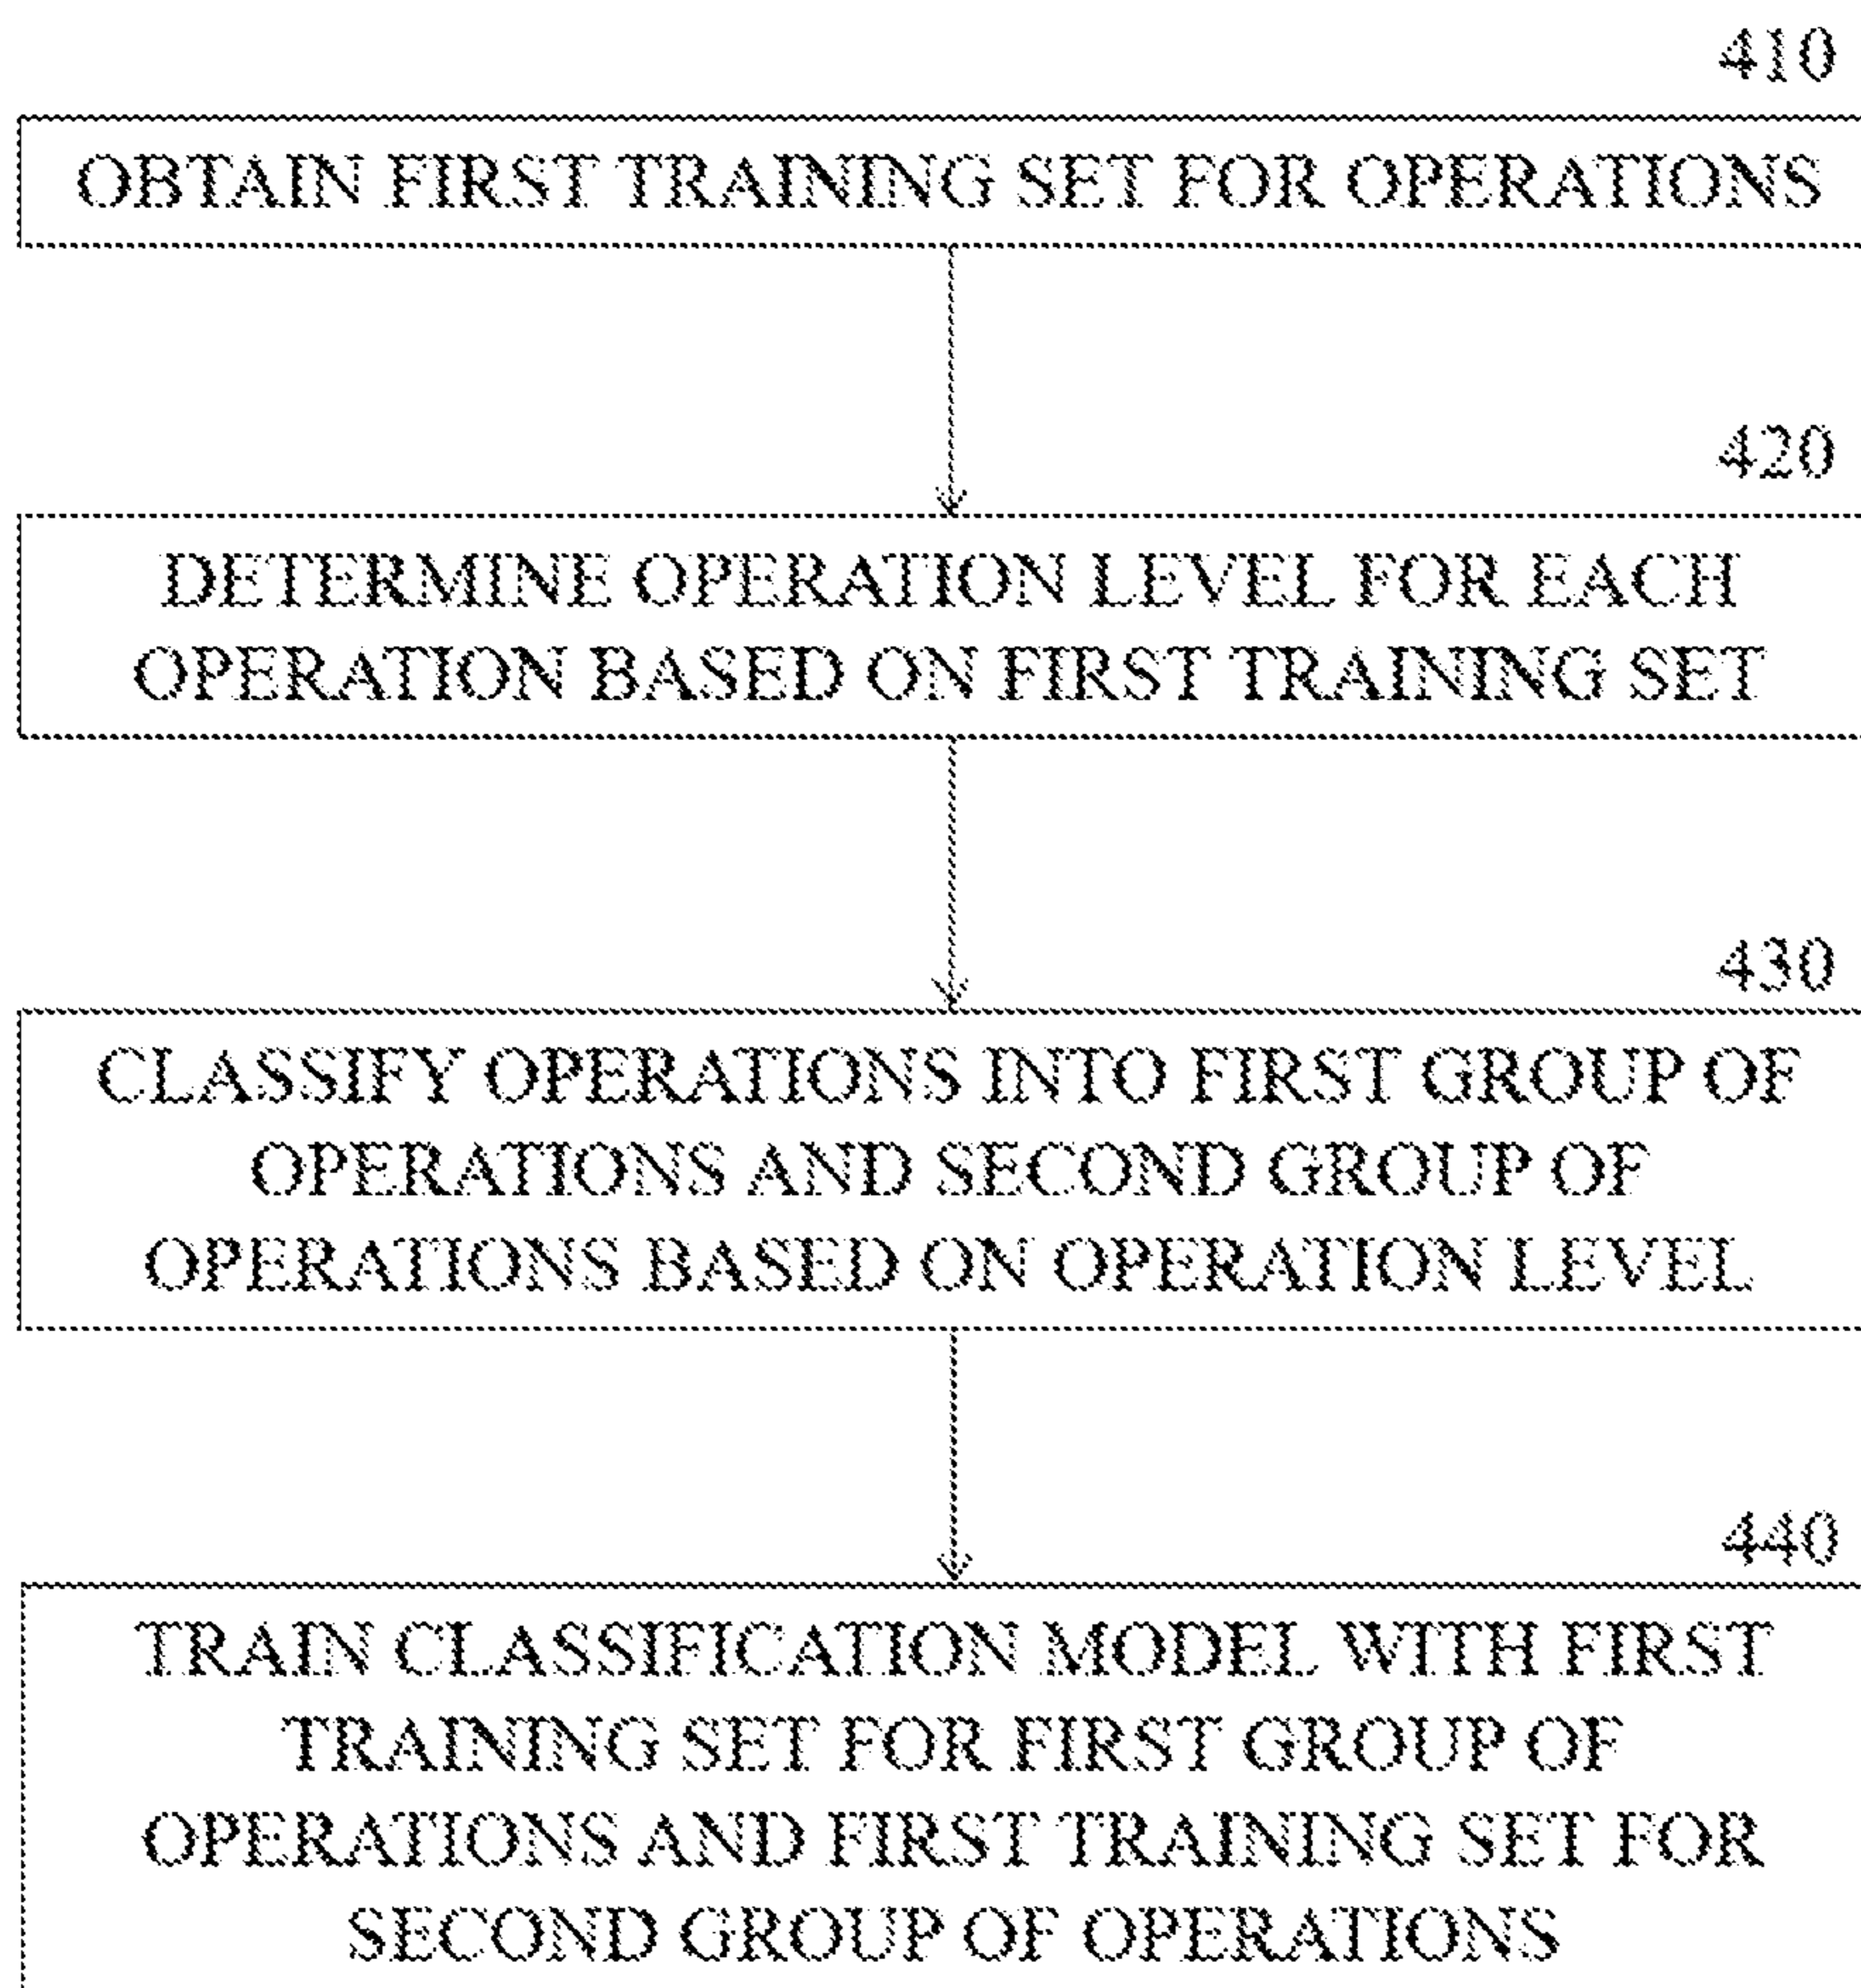 410
OBTAIN FIRST TRAINING SET FOR OPERATIONS
420
DETERMINE OPERATION LEVEL FOR EACH
OPERATION BASED ON FIRST TRAINING SET
430
CLASSIFY OPERATIONS INTO FIRST GROUP OF
OPERATIONS AND SECOND GROUP OF
OPERATIONS BASED ON OPERATION LEVEL
440
TRAIN CLASSIFICATION MODEL WITH FIRST
TRAINING SET FOR FIRST GROUP OF
OPERATIONS AND FIRST TRAINING SET FOR
SECOND GROUP OF OPERATIONS